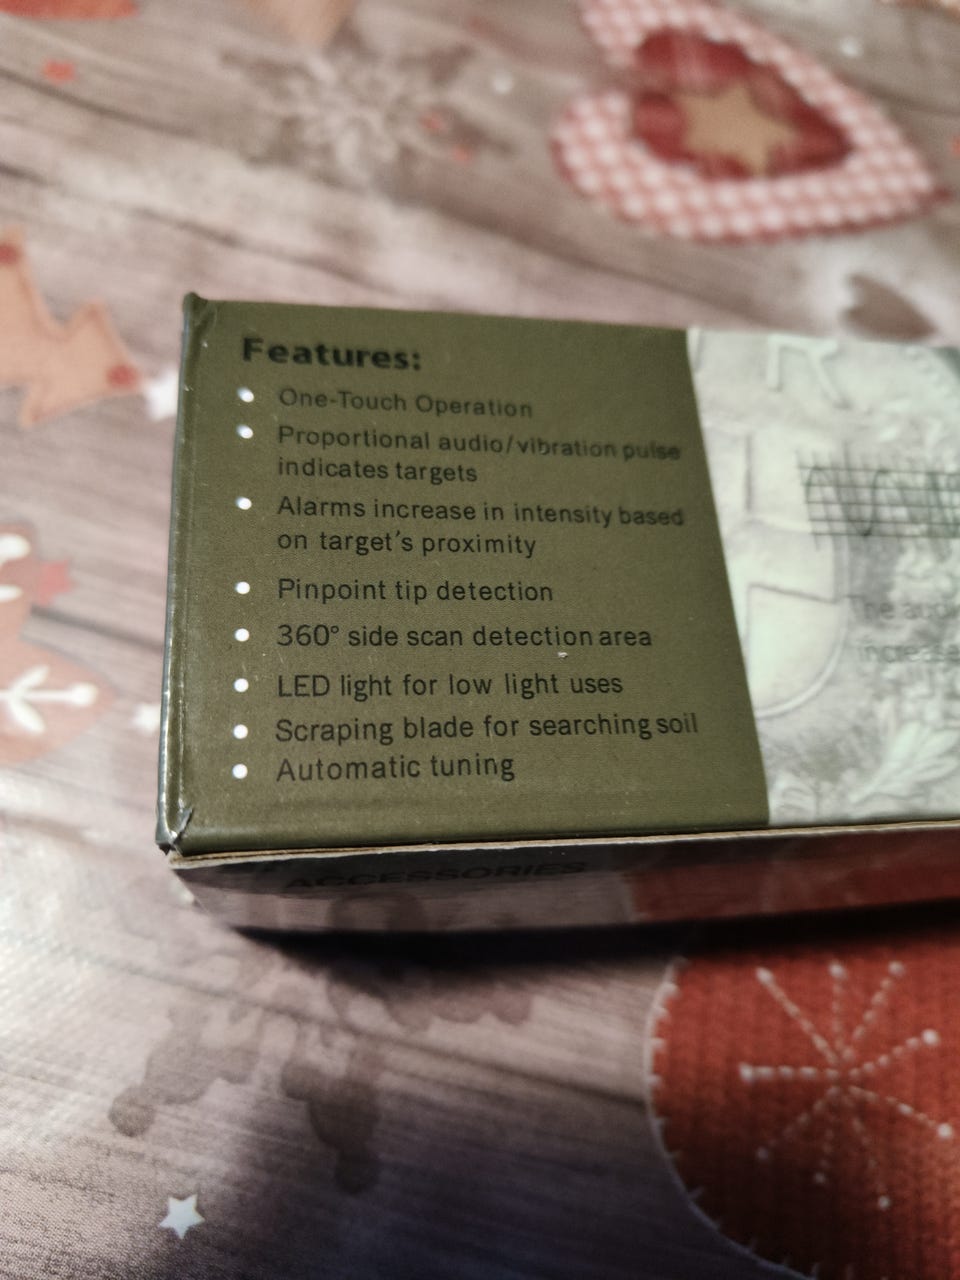 Features:
One-Touch Operation
Proportional audio/vibration pulse
indicates targets
Alarms increase in intensity based
on target's proximity
Pinpoint tip detection
360° side scan detection area
LED light for low light uses
Scraping blade for searching soil
Automatic tuning
The
increase
ACCESSORIES